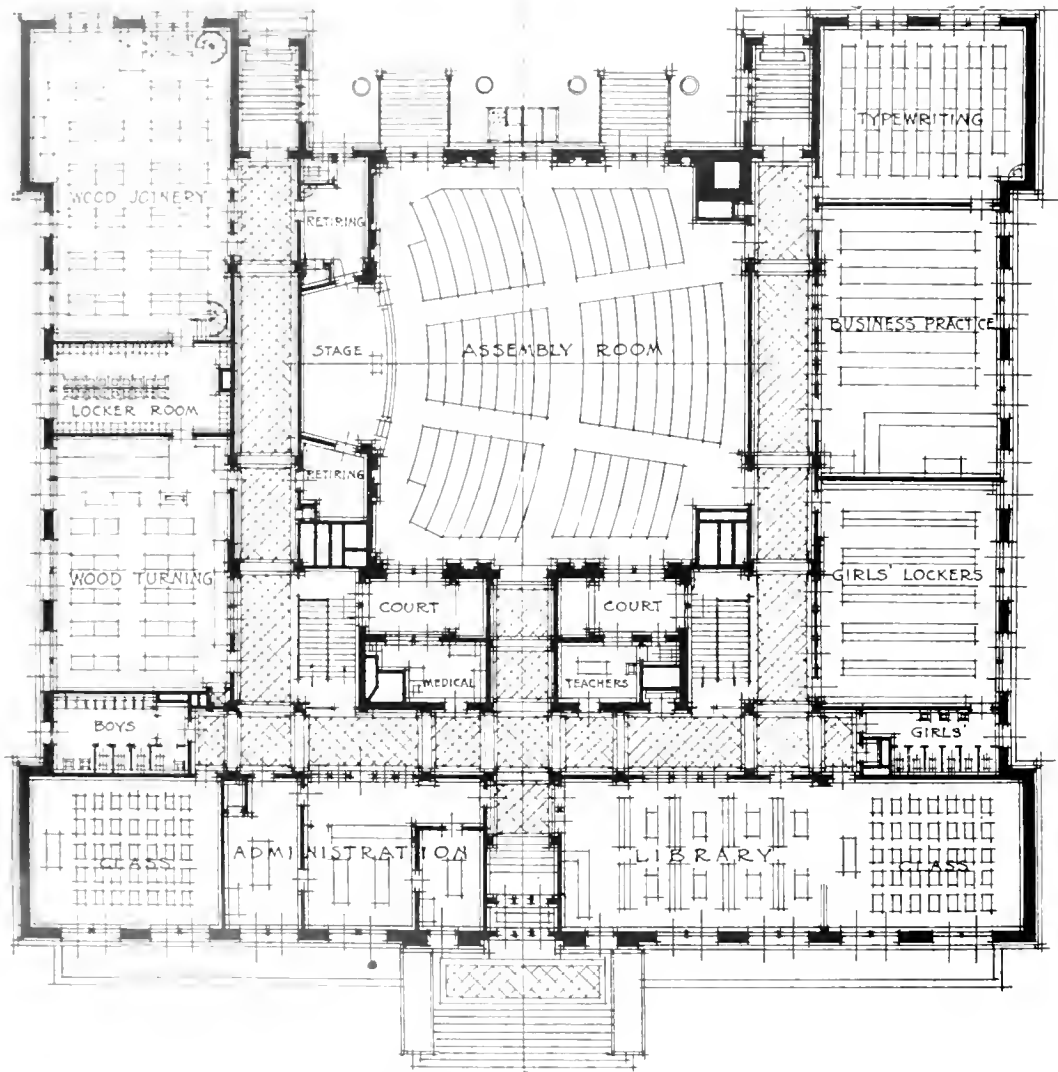 TYPEWRITING
WOOD JOINERY
RETIRING
BUSINESS PRACTICE
STAGE
ASSEMBLY ROOM
LOCKER ROOM
RETIRING
WOOD TURNING
GIRLS' LOCKERS
COURT
COURT
MEDICAL
TEACHERS
BOYS
GIRLS'
CLASS
ADMINISTRATION
LIBRARY
CLASS